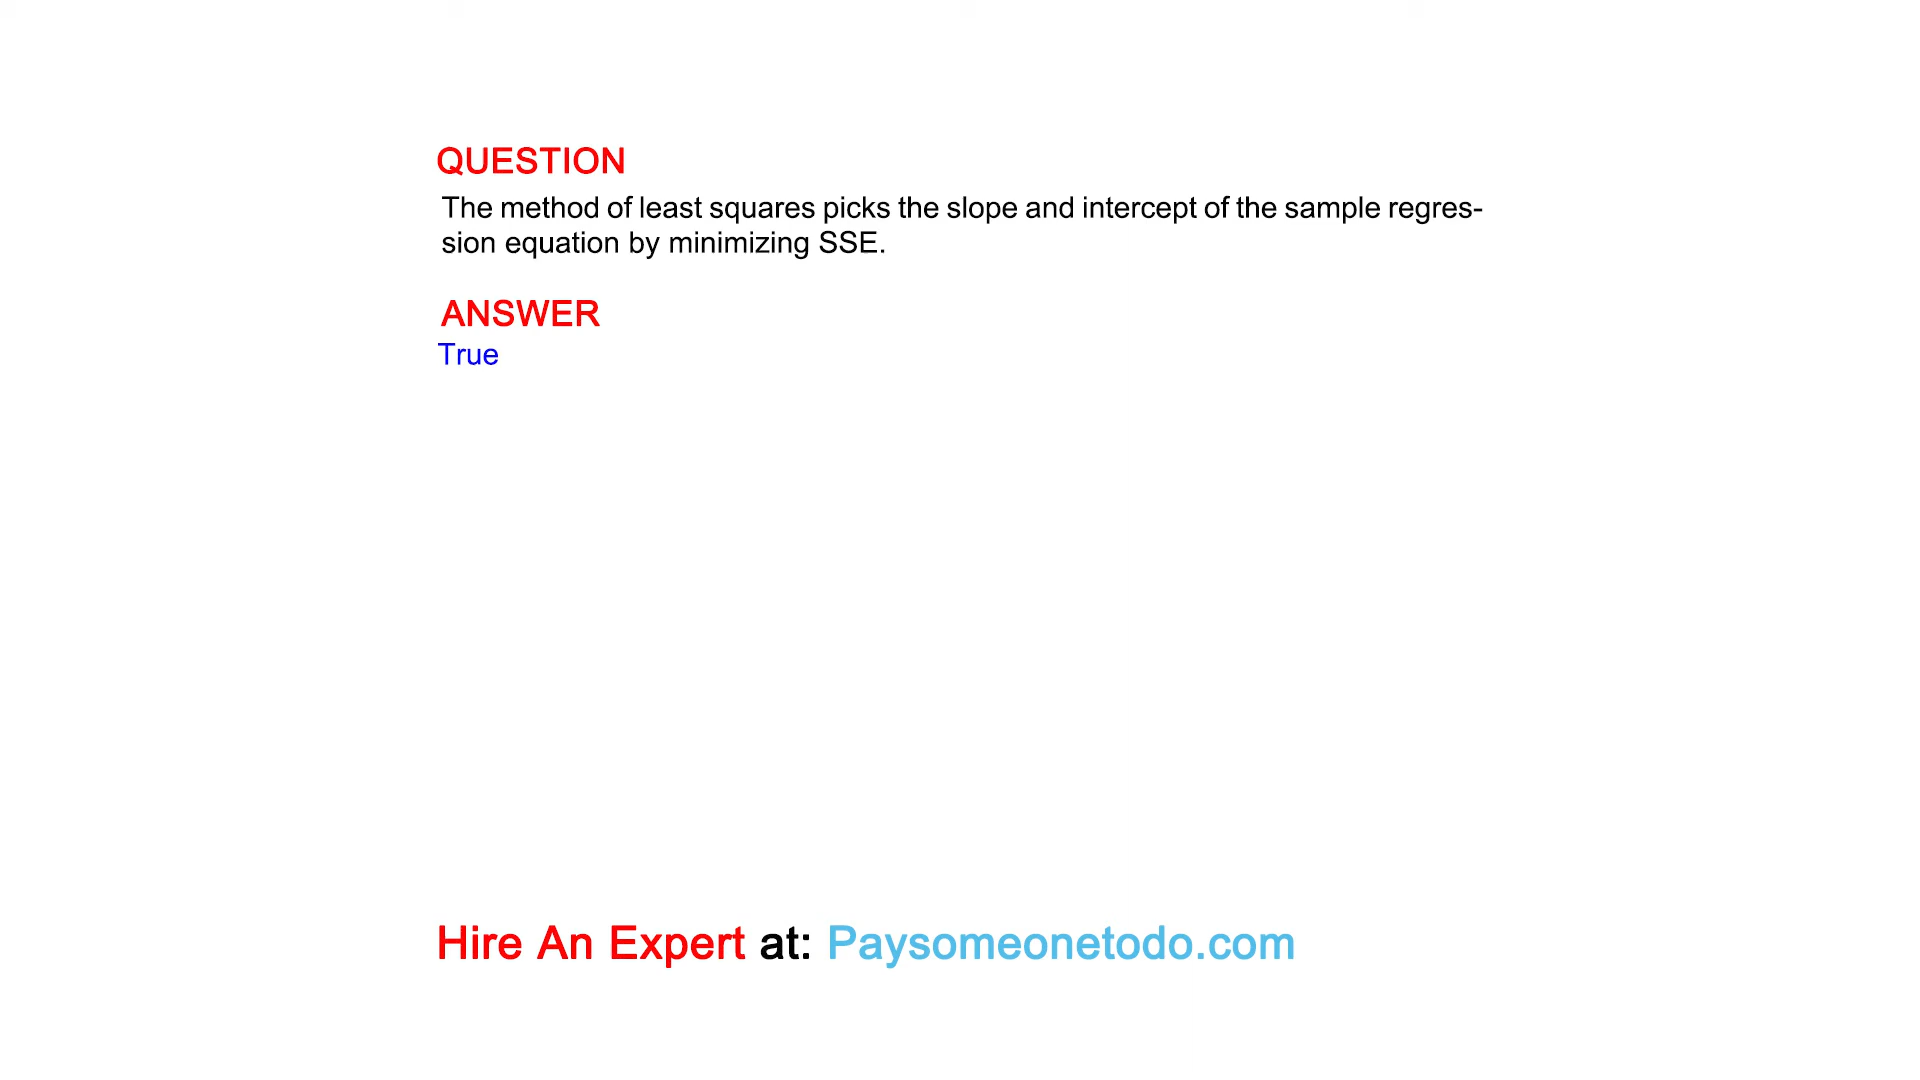 QUESTION
The method of least squares picks the slope and intercept of the sample regres-
sion equation by minimizing SSE.
ANSWER
True
Hire An Expert at: Paysomeonetodo.com